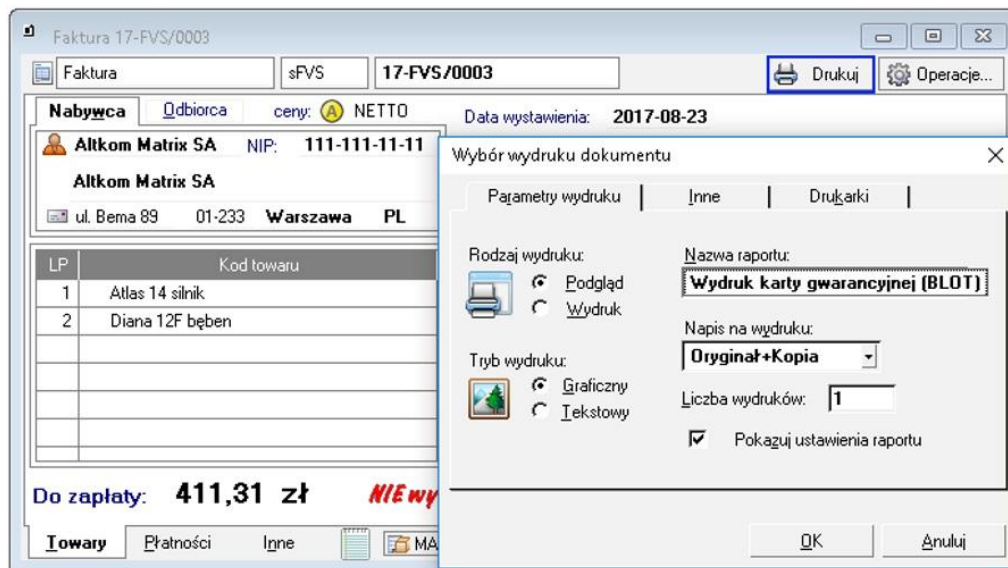 Faktura 17-FVS/0003
Faktura sFVS 17-FVS/0003 Drukuj Operacje...
Nabywca Odbiorca ceny: A NETTO Data wystawienia: 2017-08-23
Altkom Matrix SA NIP: 111-111-11-11
Altkom Matrix SA
ul. Bema 89 01-233 Warszawa PL
LP Kod towaru
1 Atlas 14 silnik
2 Diana 12F bęben
Do zapłaty: 411,31 zł NIE wy
Towary Płatności Inne MA
Wybór wydruku dokumentu
Parametry wydruku Inne Drukarki
Rodzaj wydruku:
Podgląd
Wydruk
Tryb wydruku:
Graficzny
Tekstowy
Nazwa raportu:
Wydruk karty gwarancyjnej (BLOT)
Napis na wydruku:
Oryginał+Kopia
Liczba wydruków: 1
Pokazuj ustawienia raportu
OK Anuluj